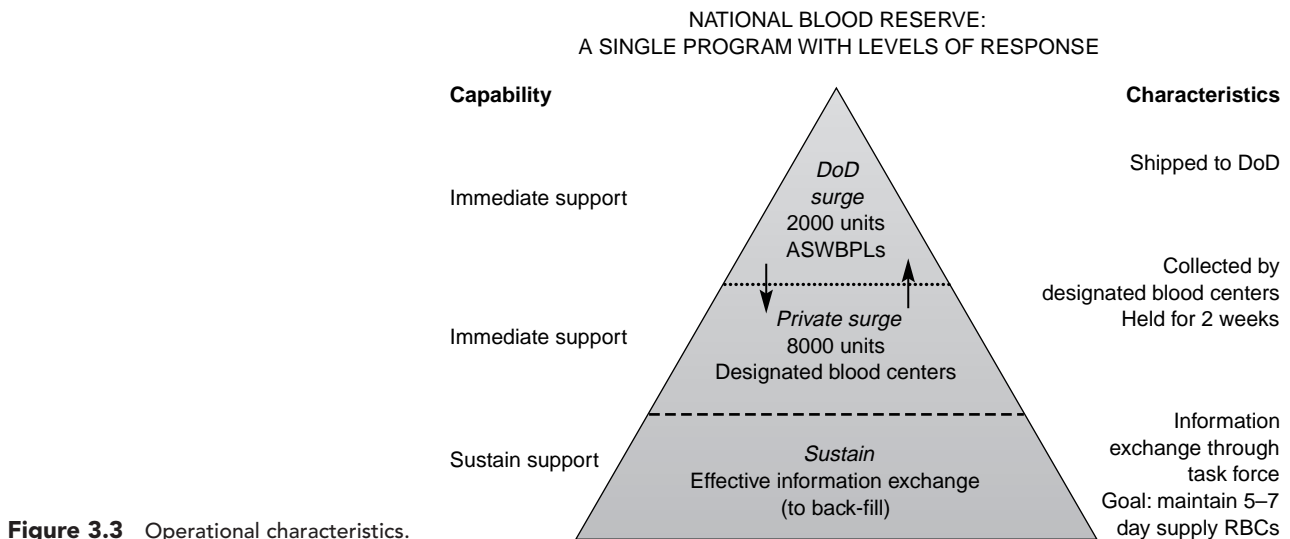 NATIONAL BLOOD RESERVE:
A SINGLE PROGRAM WITH LEVELS OF RESPONSE
Capability
Characteristics
Immediate support
DoD
surge
2000 units
ASWBPLs
Shipped to DoD
Immediate support
Private surge
8000 units
Designated blood centers
Collected by
designated blood centers
Held for 2 weeks
Sustain support
Sustain
Effective information exchange
(to back-fill)
Information
exchange through
task force
Goal: maintain 5–7
day supply RBCs
Figure 3.3 Operational characteristics.